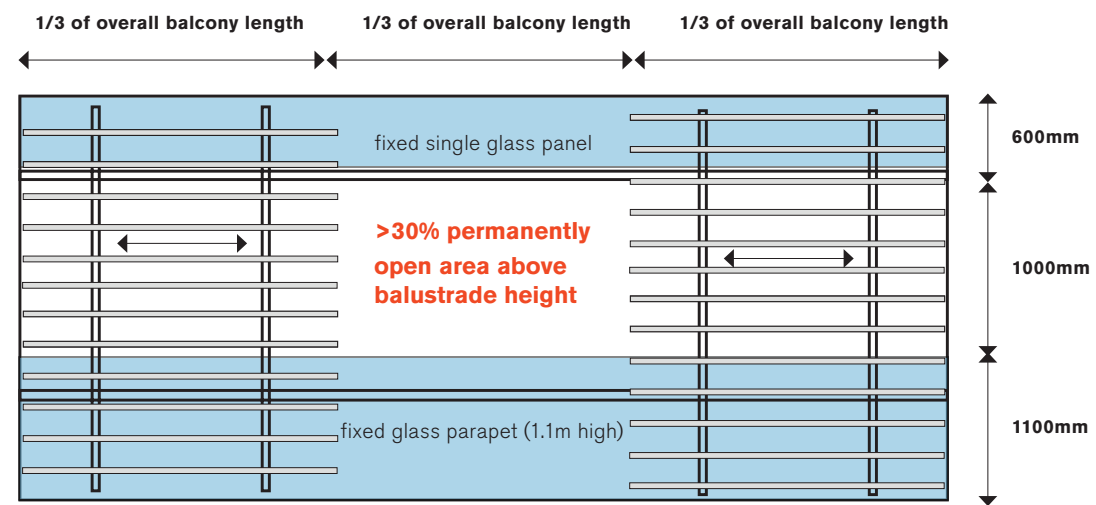 1/3 of overall balcony length
1/3 of overall balcony length
1/3 of overall balcony length
fixed single glass panel
600mm
>30% permanently
open area above
balustrade height
1000mm
fixed glass parapet (1.1m high)
1100mm